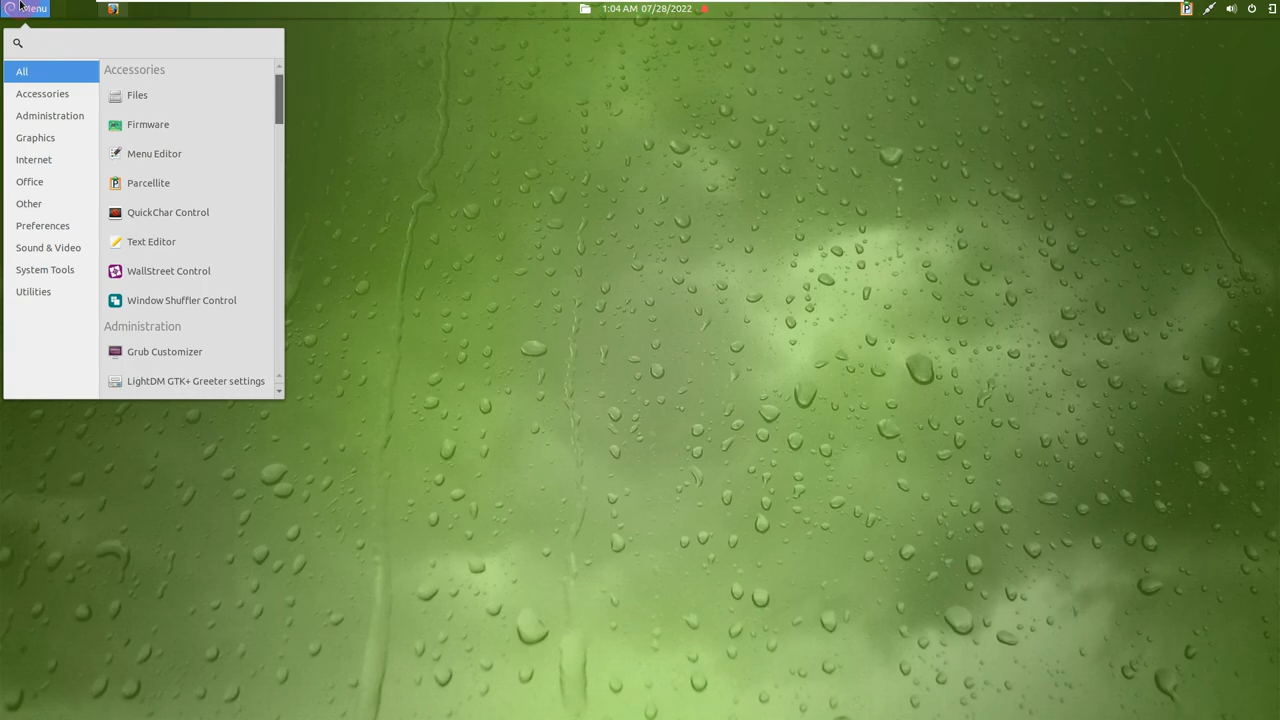 Menu
1:04 AM 07/28/2022
All
Accessories
Administration
Graphics
Internet
Office
Other
Preferences
Sound & Video
System Tools
Utilities
Accessories
Files
Firmware
Menu Editor
Parcellite
QuickChar Control
Text Editor
WallStreet Control
Window Shuffler Control
Administration
Grub Customizer
LightDM GTK+ Greeter settings